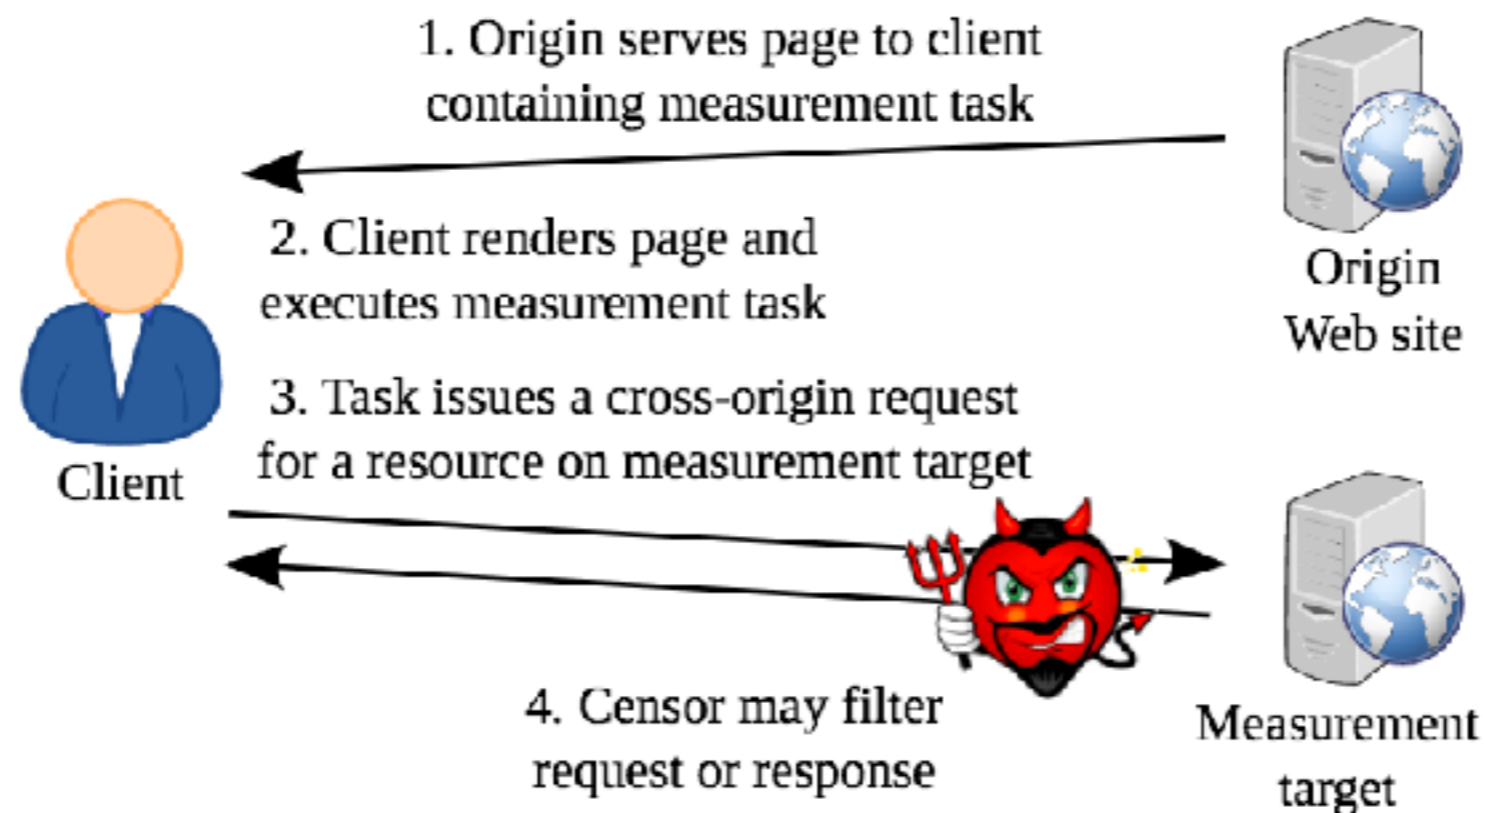 1. Origin serves page to client
containing measurement task
2. Client renders page and
executes measurement task
Origin
Web site
3. Task issues a cross-origin request
for a resource on measurement target
Client
4. Censor may filter
request or response
Measurement
target